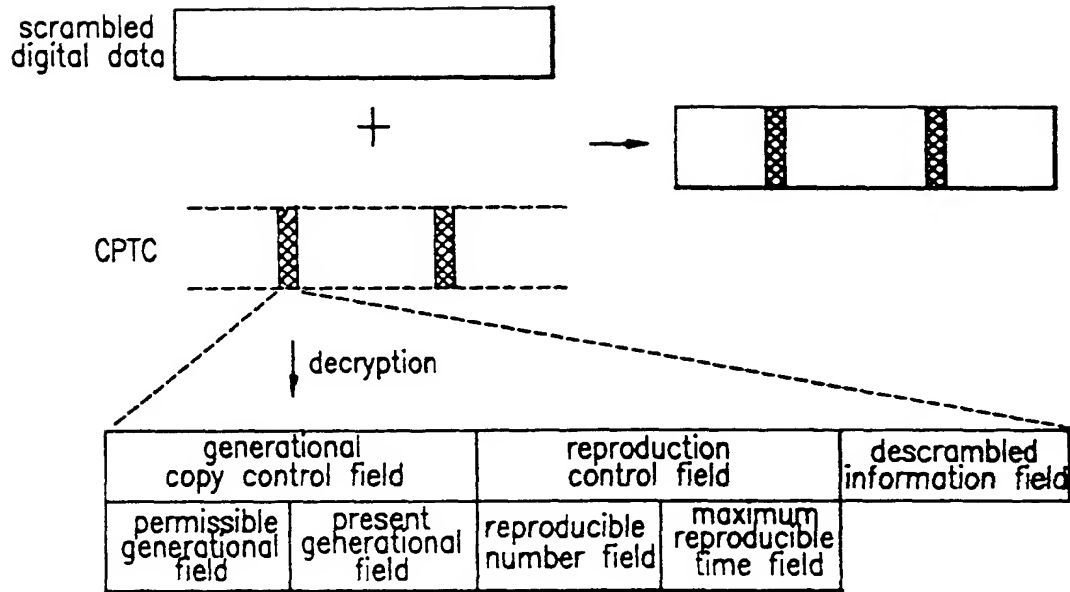 scrambled
digital data
+
CPTC
decryption
generational
copy control field
reproduction
control field
descrambled
information field
permissible
generational
field
present
generational
field
reproducible
number field
maximum
reproducible
time field